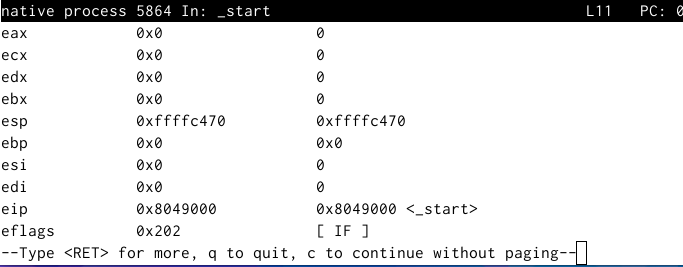 native process 5864 In: _start L11 PC: 0
eax 0x0 0
ecx 0x0 0
edx 0x0 0
ebx 0x0 0
esp 0xffffc470 0xffffc470
ebp 0x0 0x0
esi 0x0 0
edi 0x0 0
eip 0x8049000 0x8049000 <_start>
eflags 0x202 [ IF ]
--Type <RET> for more, q to quit, c to continue without paging--